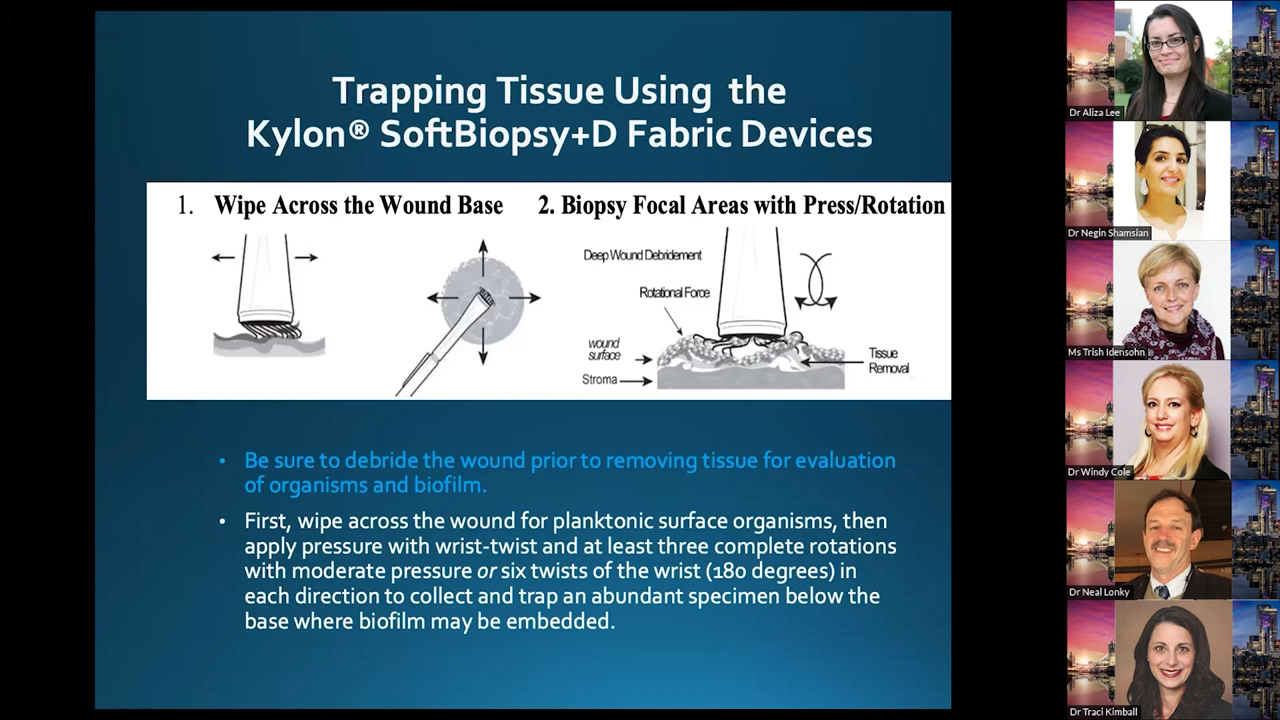 Trapping Tissue Using the
Kylon® SoftBiopsy+D Fabric Devices
1. Wipe Across the Wound Base
2. Biopsy Focal Areas with Press/Rotation
Deep Wound Debridement
Rotational Force
wound
surface
Stroma
Tissue
Removal
• Be sure to debride the wound prior to removing tissue for evaluation
of organisms and biofilm.
• First, wipe across the wound for planktonic surface organisms, then
apply pressure with wrist-twist and at least three complete rotations
with moderate pressure or six twists of the wrist (180 degrees) in
each direction to collect and trap an abundant specimen below the
base where biofilm may be embedded.
Dr Aliza Lee
Dr Negin Shamsian
Ms Trish Idensohn
Dr Windy Cole
Dr Neal Lonky
Dr Traci Kimball